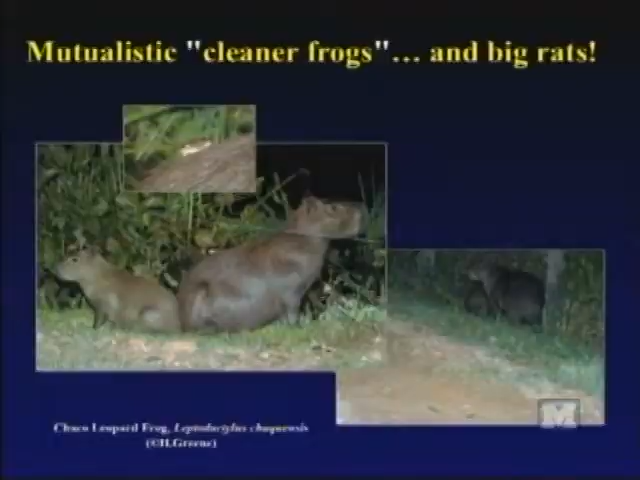 Mutualistic "cleaner frogs"... and big rats!
Chaco Leopard Frog, Leptodactylus chaquensis
(©H.Greene)
M